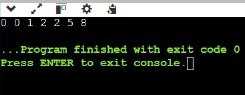 0 0 1 2 2 5 8
...Program finished with exit code 0
Press ENTER to exit console.